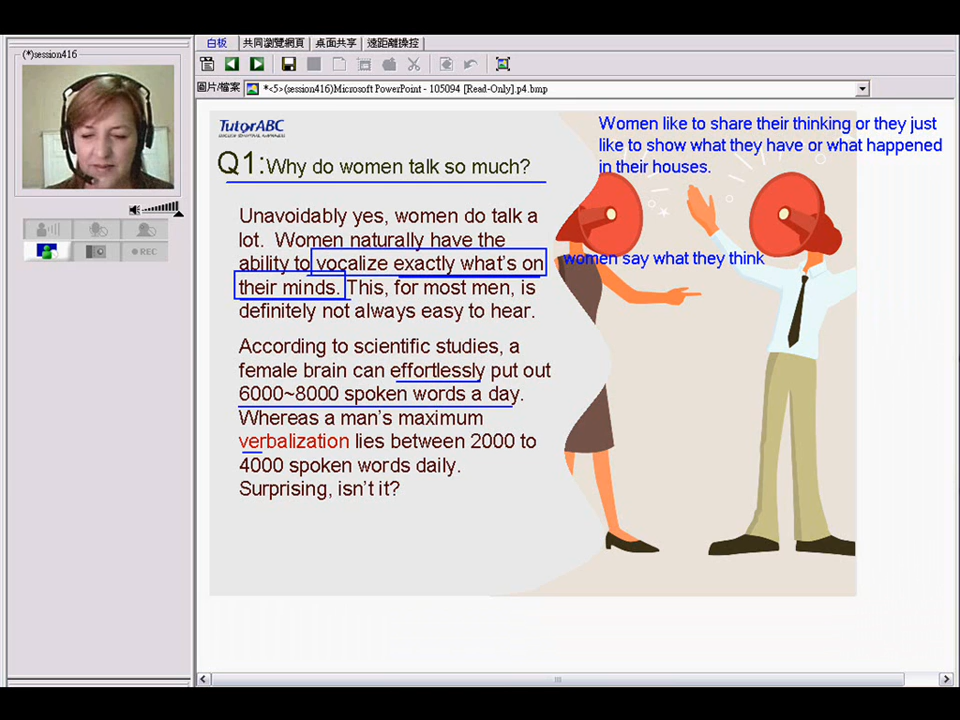 (*)session416
白板 共同瀏覽網頁 桌面共享 遠距離操控
圖片/檔案 *<5>(session416)Microsoft PowerPoint - 105094 [Read-Only].p4.bmp
REC
TutorABC
Q1:Why do women talk so much?
Unavoidably yes, women do talk a
lot. Women naturally have the
ability to vocalize exactly what's on
their minds. This, for most men, is
definitely not always easy to hear.
According to scientific studies, a
female brain can effortlessly put out
6000~8000 spoken words a day.
Whereas a man's maximum
verbalization lies between 2000 to
4000 spoken words daily.
Surprising, isn't it?
Women like to share their thinking or they just
like to show what they have or what happened
in their houses.
women say what they think